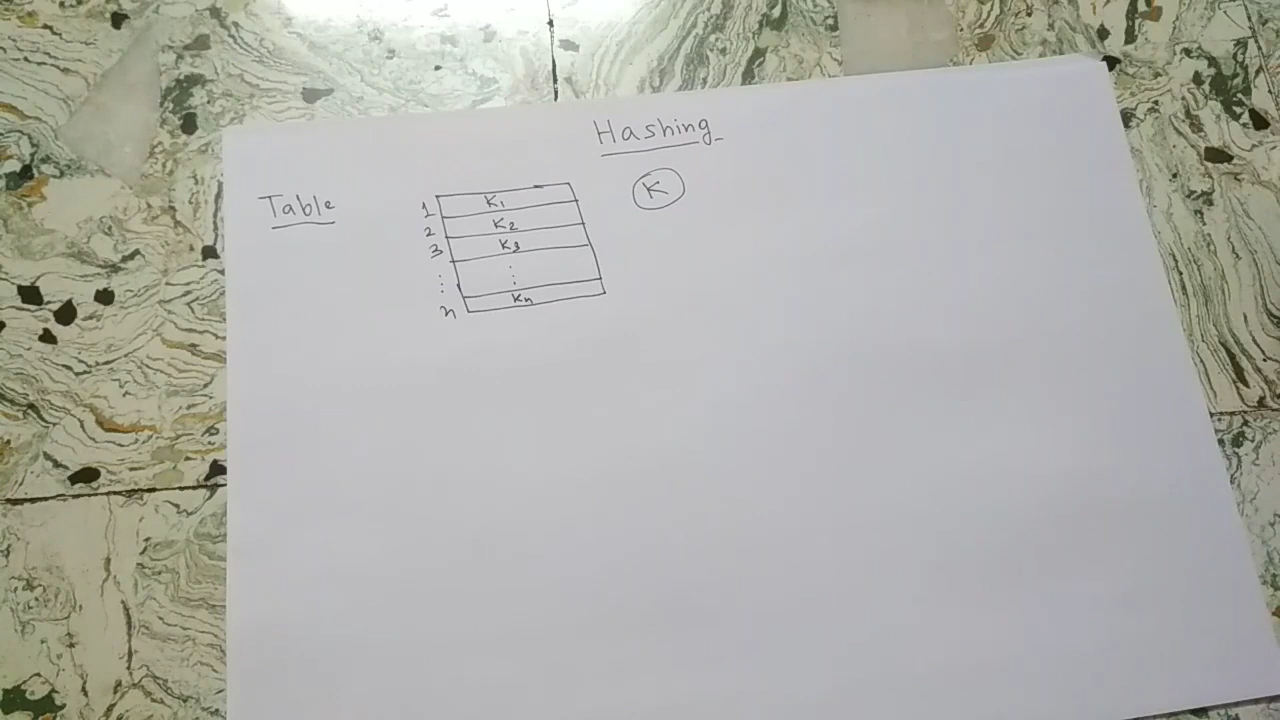 Hashing
Table
K
1 K1
2 K2
3 K3
⋮ ⋮
n Kn